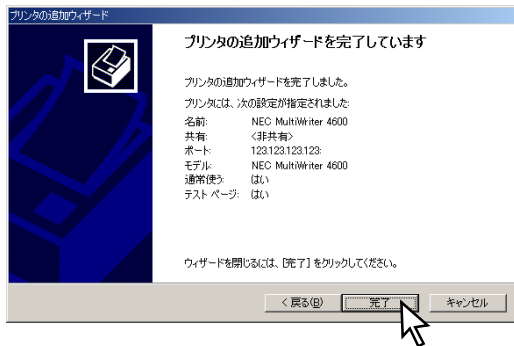 プリンタの追加ウィザード
プリンタの追加ウィザードを完了しています
プリンタの追加ウィザードを完了しました。
プリンタには、次の設定が指定されました:
名前: NEC MultiWriter 4600
共有: <非共有>
ポート: 123.123.123.123:
モデル: NEC MultiWriter 4600
通常使う: はい
テスト ページ: はい
ウィザードを閉じるには、[完了] をクリックしてください。
< 戻る(B) 完了 キャンセル